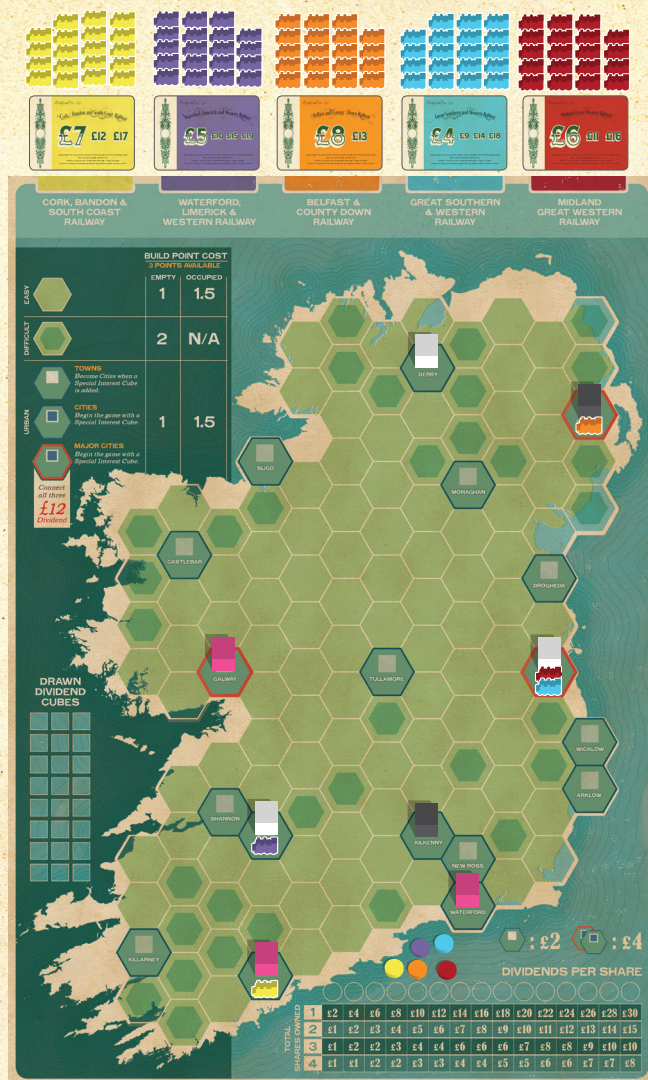 £7 £12 £17
£5 £10 £15 £19
£8 £13
£4 £9 £14 £18
£6 £11 £16
CORK, BANDON &
SOUTH COAST
RAILWAY
WATERFORD,
LIMERICK &
WESTERN RAILWAY
BELFAST &
COUNTY DOWN
RAILWAY
GREAT SOUTHERN
& WESTERN
RAILWAY
MIDLAND
GREAT WESTERN
RAILWAY
BUILD POINT COST
3 POINTS AVAILABLE
EMPTY OCCUPIED
EASY
1 1.5
DIFFICULT
2 N/A
URBAN
TOWNS
Become Cities when a
Special Interest Cube
is added.
CITIES
Begin the game with a
Special Interest Cube.
1 1.5
MAJOR CITIES
Begin the game with a
Special Interest Cube.
Connect
all three
£12
Dividend
DERRY
SLIGO
MONAGHAN
CASTLEBAR
DROGHEDA
GALWAY
TULLAMORE
DRAWN
DIVIDEND
CUBES
WICKLOW
ARKLOW
SHANNON
KILKENNY
NEW ROSS
WATERFORD
KILLARNEY
: £2
: £4
DIVIDENDS PER SHARE
TOTAL
SHARES OWNED
1 £2 £4 £6 £8 £10 £12 £14 £16 £18 £20 £22 £24 £26 £28 £30
2 £1 £2 £3 £4 £5 £6 £7 £8 £9 £10 £11 £12 £13 £14 £15
3 £1 £2 £2 £3 £4 £4 £6 £6 £6 £7 £8 £8 £9 £10 £10
4 £1 £1 £2 £2 £3 £3 £4 £4 £5 £5 £6 £6 £7 £7 £8